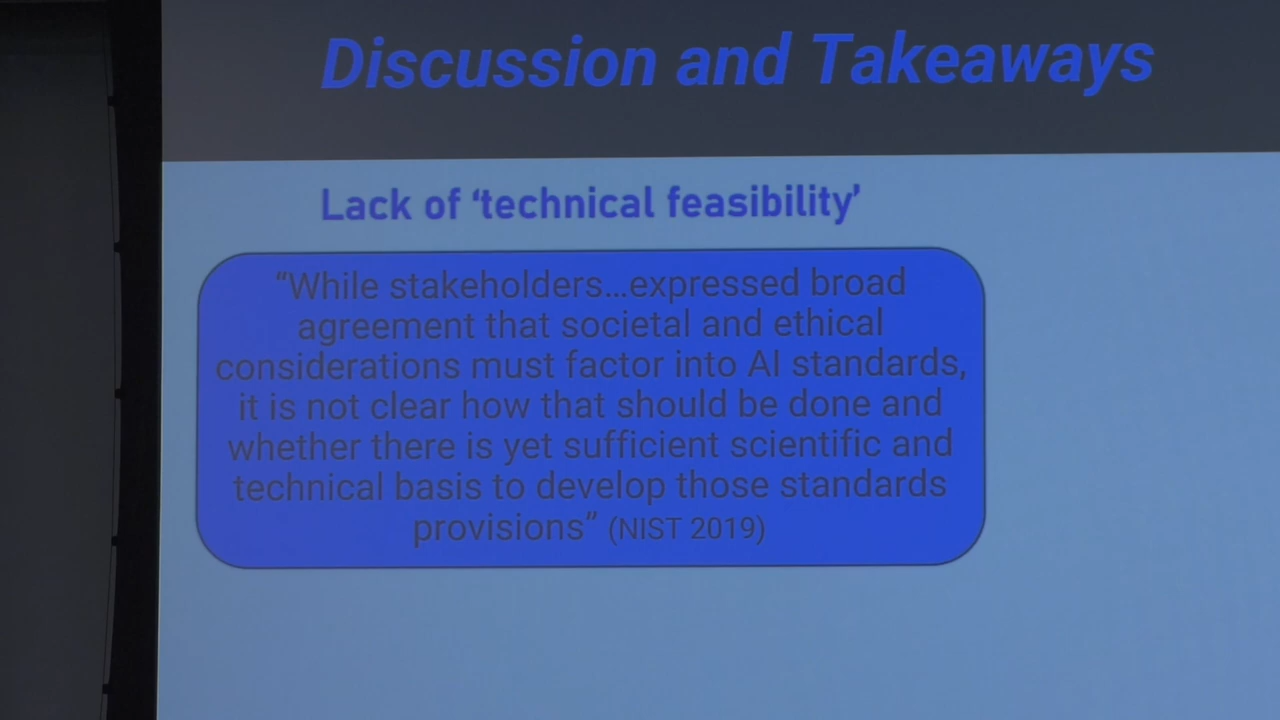 Discussion and Takeaways
Lack of ‘technical feasibility’
“While stakeholders...expressed broad
agreement that societal and ethical
considerations must factor into AI standards,
it is not clear how that should be done and
whether there is yet sufficient scientific and
technical basis to develop those standards
provisions” (NIST 2019)